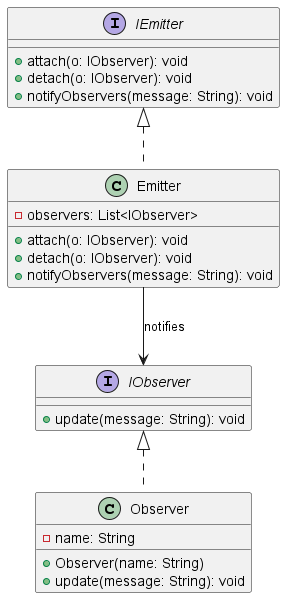 I IEmitter
attach(o: IObserver): void
detach(o: IObserver): void
notifyObservers(message: String): void
C Emitter
observers: List<IObserver>
attach(o: IObserver): void
detach(o: IObserver): void
notifyObservers(message: String): void
notifies
I IObserver
update(message: String): void
C Observer
name: String
Observer(name: String)
update(message: String): void